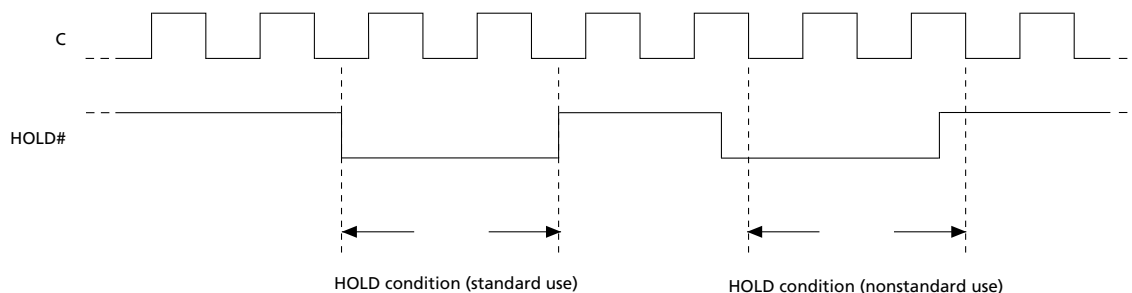 C
HOLD#
HOLD condition (standard use)
HOLD condition (nonstandard use)